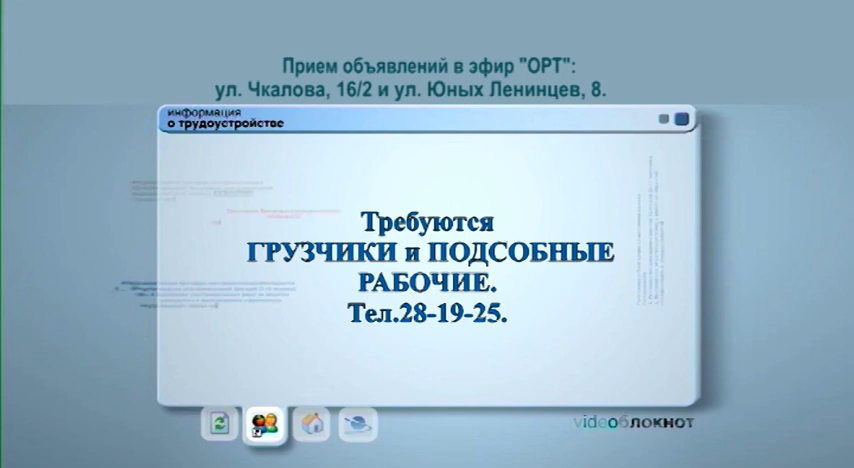 Прием объявлений в эфир "ОРТ":
ул. Чкалова, 16/2 и ул. Юных Ленинцев, 8.
информация
о трудоустройстве
Требуются
ГРУЗЧИКИ и ПОДСОБНЫЕ
РАБОЧИЕ.
Тел.28-19-25.
videoблокнот